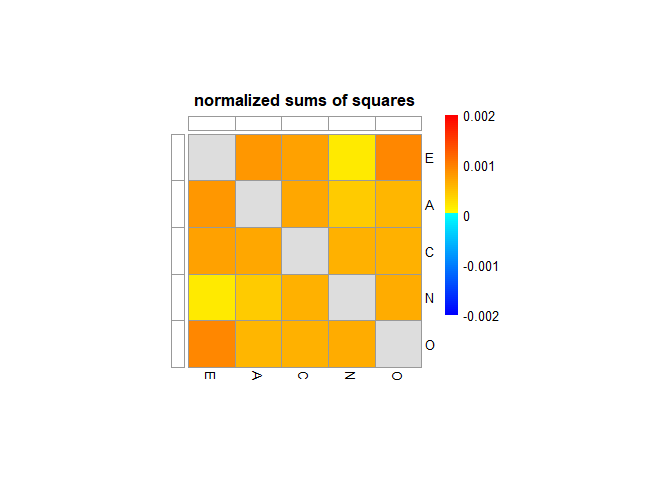 normalized sums of squares
0.002
0.001
0
-0.001
-0.002
E
A
C
N
O
E
A
C
N
O